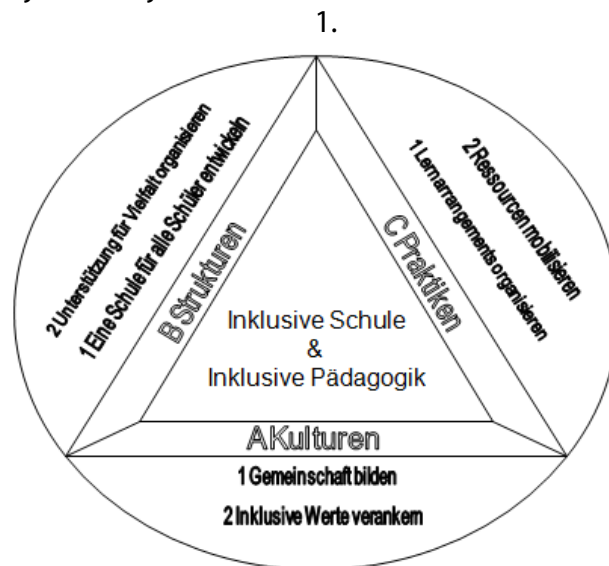 1.
2 Unterstützung für Vielfalt organisieren
1 Eine Schule für alle Schüler entwickeln
B Strukturen
2 Ressourcen mobilisieren
1 Lernarrangements organisieren
C Praktiken
Inklusive Schule
&
Inklusive Pädagogik
A Kulturen
1 Gemeinschaft bilden
2 Inklusive Werte verankern